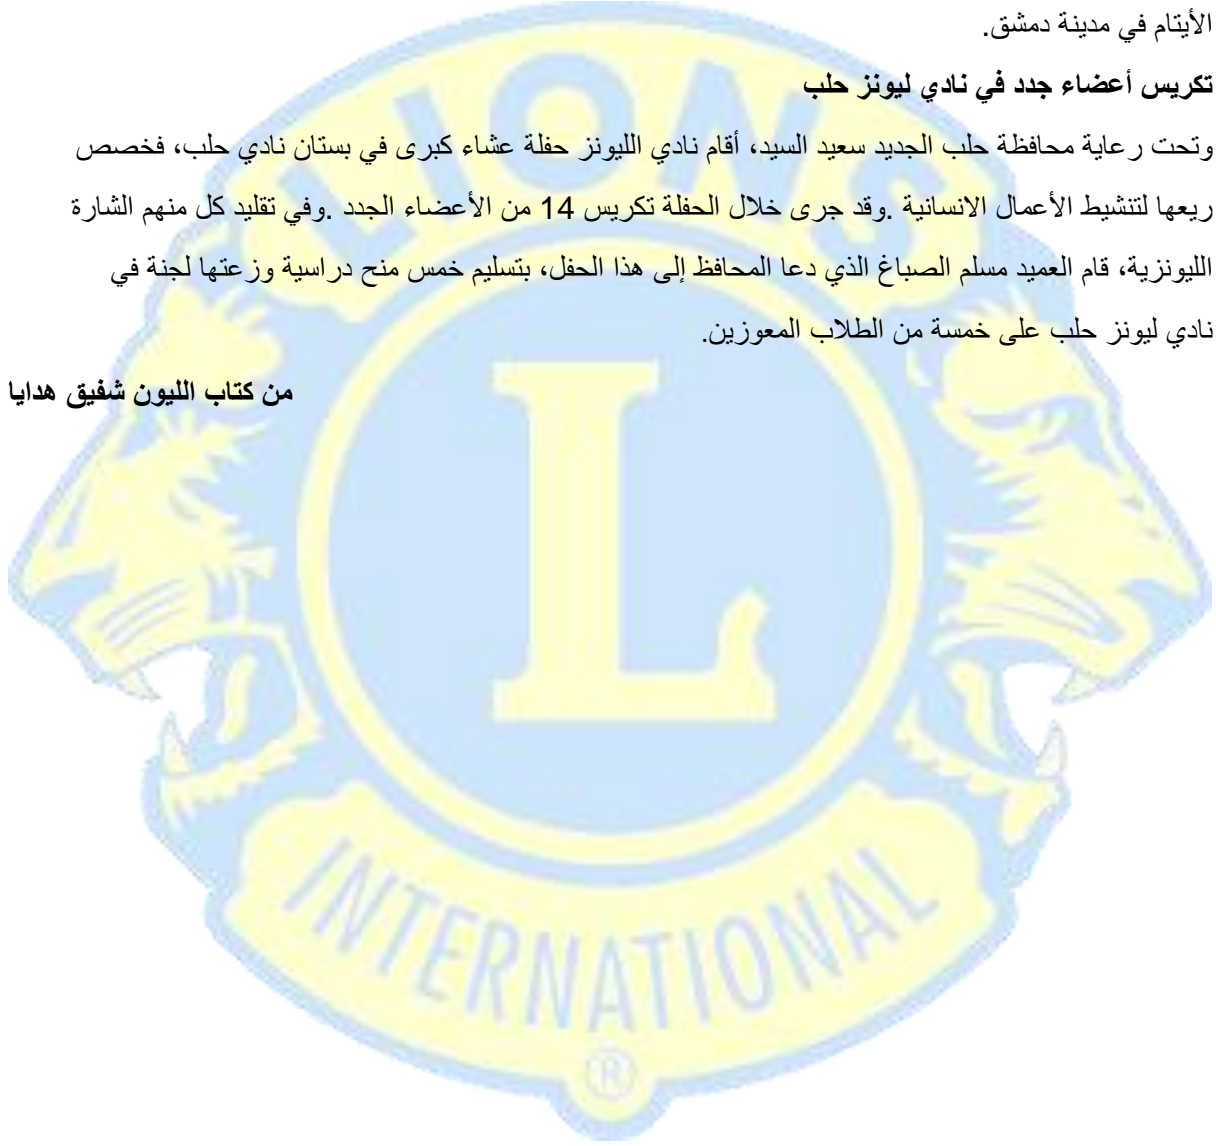 الأيتام في مدينة دمشق.
تكريس أعضاء جدد في نادي ليونز حلب
وتحت رعاية محافظة حلب الجديد سعيد السيد، أقام نادي الليونز حفلة عشاء كبرى في بستان نادي حلب، فخصص
ريعها لتنشيط الأعمال الانسانية .وقد جرى خلال الحفلة تكريس 14 من الأعضاء الجدد .وفي تقليد كل منهم الشارة
الليونزية، قام العميد مسلم الصباغ الذي دعا المحافظ إلى هذا الحفل، بتسليم خمس منح دراسية وزعتها لجنة في
نادي ليونز حلب على خمسة من الطلاب المعوزين.
من كتاب الليون شفيق هدايا
LIONS
L
INTERNATIONAL
®